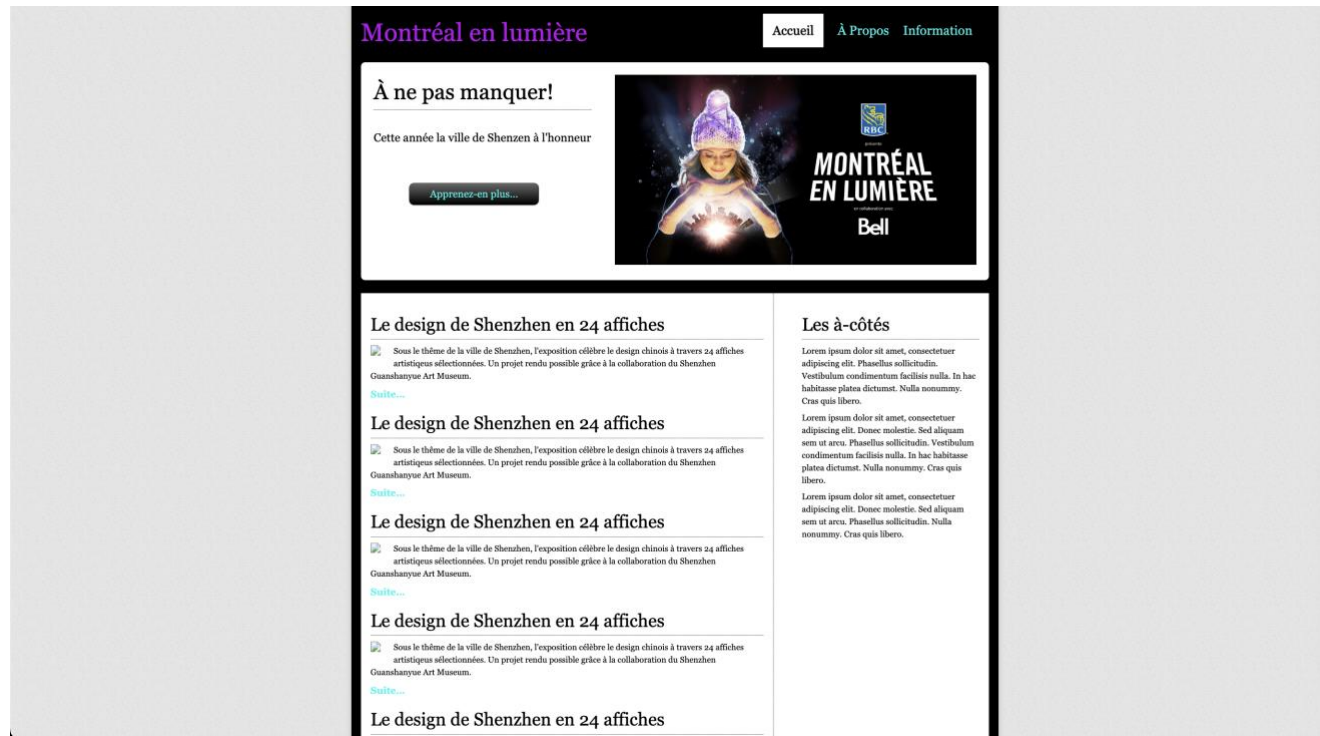 Montréal en lumière
Accueil
À Propos
Information
À ne pas manquer!
Cette année la ville de Shenzen à l'honneur
Apprenez-en plus...
RBC
présente
MONTRÉAL
EN LUMIÈRE
en collaboration avec
Bell
Le design de Shenzhen en 24 affiches
Sous le thème de la ville de Shenzhen, l'exposition célèbre le design chinois à travers 24 affiches
artistiqeus sélectionnées. Un projet rendu possible grâce à la collaboration du Shenzhen
Guanshanyue Art Museum.
Suite...
Le design de Shenzhen en 24 affiches
Sous le thème de la ville de Shenzhen, l'exposition célèbre le design chinois à travers 24 affiches
artistiqeus sélectionnées. Un projet rendu possible grâce à la collaboration du Shenzhen
Guanshanyue Art Museum.
Suite...
Le design de Shenzhen en 24 affiches
Sous le thème de la ville de Shenzhen, l'exposition célèbre le design chinois à travers 24 affiches
artistiqeus sélectionnées. Un projet rendu possible grâce à la collaboration du Shenzhen
Guanshanyue Art Museum.
Suite...
Le design de Shenzhen en 24 affiches
Sous le thème de la ville de Shenzhen, l'exposition célèbre le design chinois à travers 24 affiches
artistiqeus sélectionnées. Un projet rendu possible grâce à la collaboration du Shenzhen
Guanshanyue Art Museum.
Suite...
Le design de Shenzhen en 24 affiches
Les à-côtés
Lorem ipsum dolor sit amet, consectetuer
adipiscing elit. Phasellus sollicitudin.
Vestibulum condimentum facilisis nulla. In hac
habitasse platea dictumst. Nulla nonummy.
Cras quis libero.
Lorem ipsum dolor sit amet, consectetuer
adipiscing elit. Donec molestie. Sed aliquam
sem ut arcu. Phasellus sollicitudin. Vestibulum
condimentum facilisis nulla. In hac habitasse
platea dictumst. Nulla nonummy. Cras quis
libero.
Lorem ipsum dolor sit amet, consectetuer
adipiscing elit. Donec molestie. Sed aliquam
sem ut arcu. Phasellus sollicitudin. Nulla
nonummy. Cras quis libero.